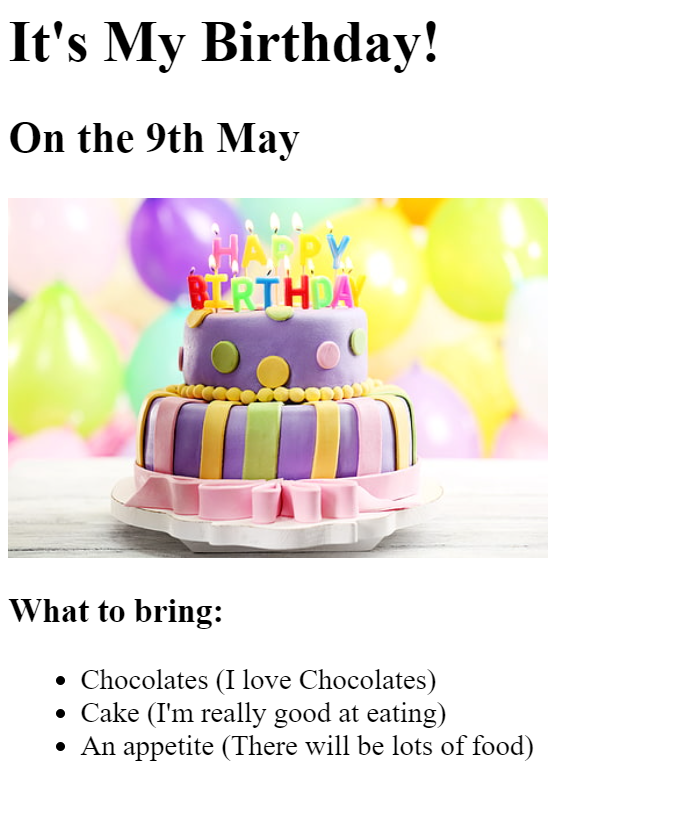 It's My Birthday!
On the 9th May
HAPPY
BIRTHDAY
What to bring:
Chocolates (I love Chocolates)
Cake (I'm really good at eating)
An appetite (There will be lots of food)